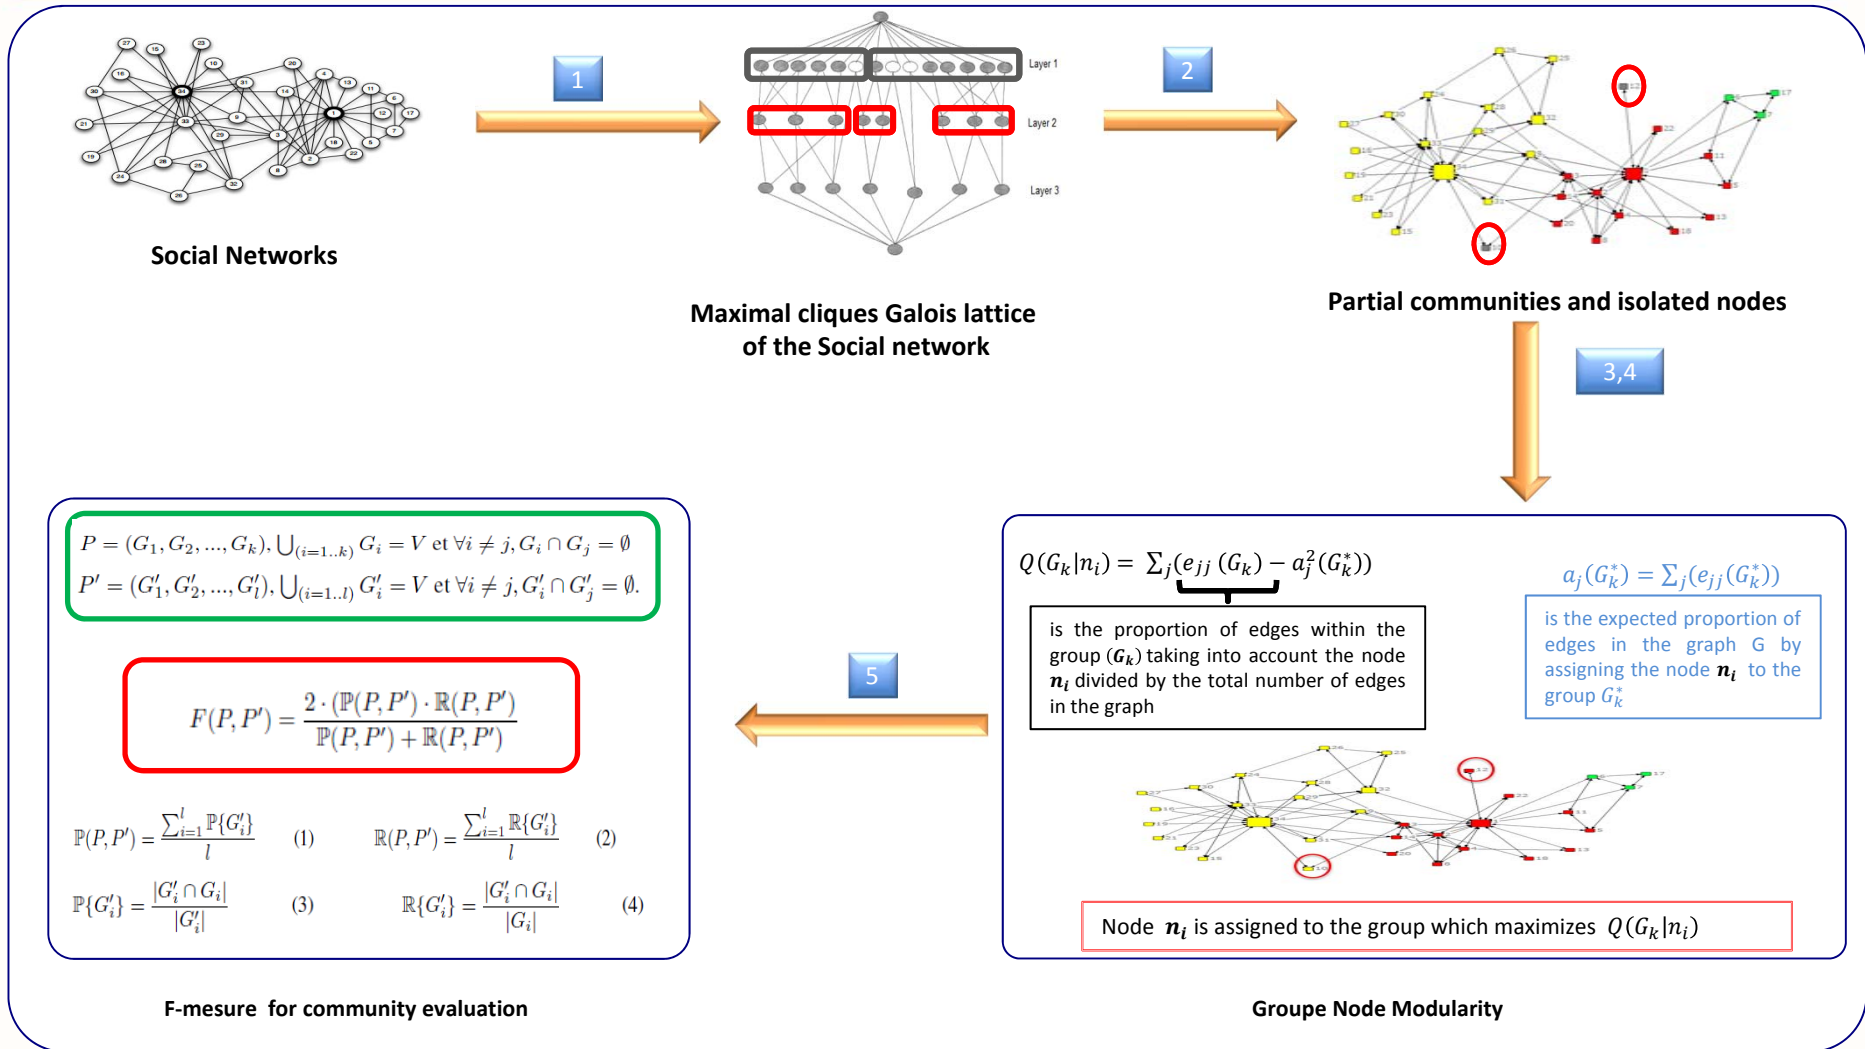 1
2
Layer 1
Layer 2
Layer 3
Social Networks
Maximal cliques Galois lattice
of the Social network
Partial communities and isolated nodes
3,4
P = (G₁, G₂, ..., Gₖ), ⋃₍ᵢ₌₁..ₖ₎ Gᵢ = V et ∀i ≠ j, Gᵢ ∩ Gⱼ = ∅
P′ = (G′₁, G′₂, ..., G′ₗ), ⋃₍ᵢ₌₁..ₗ₎ G′ᵢ = V et ∀i ≠ j, G′ᵢ ∩ G′ⱼ = ∅.
F(P, P′) = 2 · (ℙ(P, P′) · ℝ(P, P′) / ℙ(P, P′) + ℝ(P, P′)
ℙ(P, P′) = ∑ˡᵢ₌₁ ℙ{G′ᵢ} / l (1) ℝ(P, P′) = ∑ˡᵢ₌₁ ℝ{G′ᵢ} / l (2)
ℙ{G′ᵢ} = |G′ᵢ ∩ Gᵢ| / |G′ᵢ| (3) ℝ{G′ᵢ} = |G′ᵢ ∩ Gᵢ| / |Gᵢ| (4)
F-mesure for community evaluation
5
Q(Gₖ|nᵢ) = ∑ⱼ(eⱼⱼ (Gₖ) − aⱼ²(Gₖ*))
is the proportion of edges within the
group (Gₖ) taking into account the node
nᵢ divided by the total number of edges
in the graph
aⱼ(Gₖ*) = ∑ⱼ(eⱼⱼ(Gₖ*))
is the expected proportion of
edges in the graph G by
assigning the node nᵢ to the
group Gₖ*
Node nᵢ is assigned to the group which maximizes Q(Gₖ|nᵢ)
Groupe Node Modularity